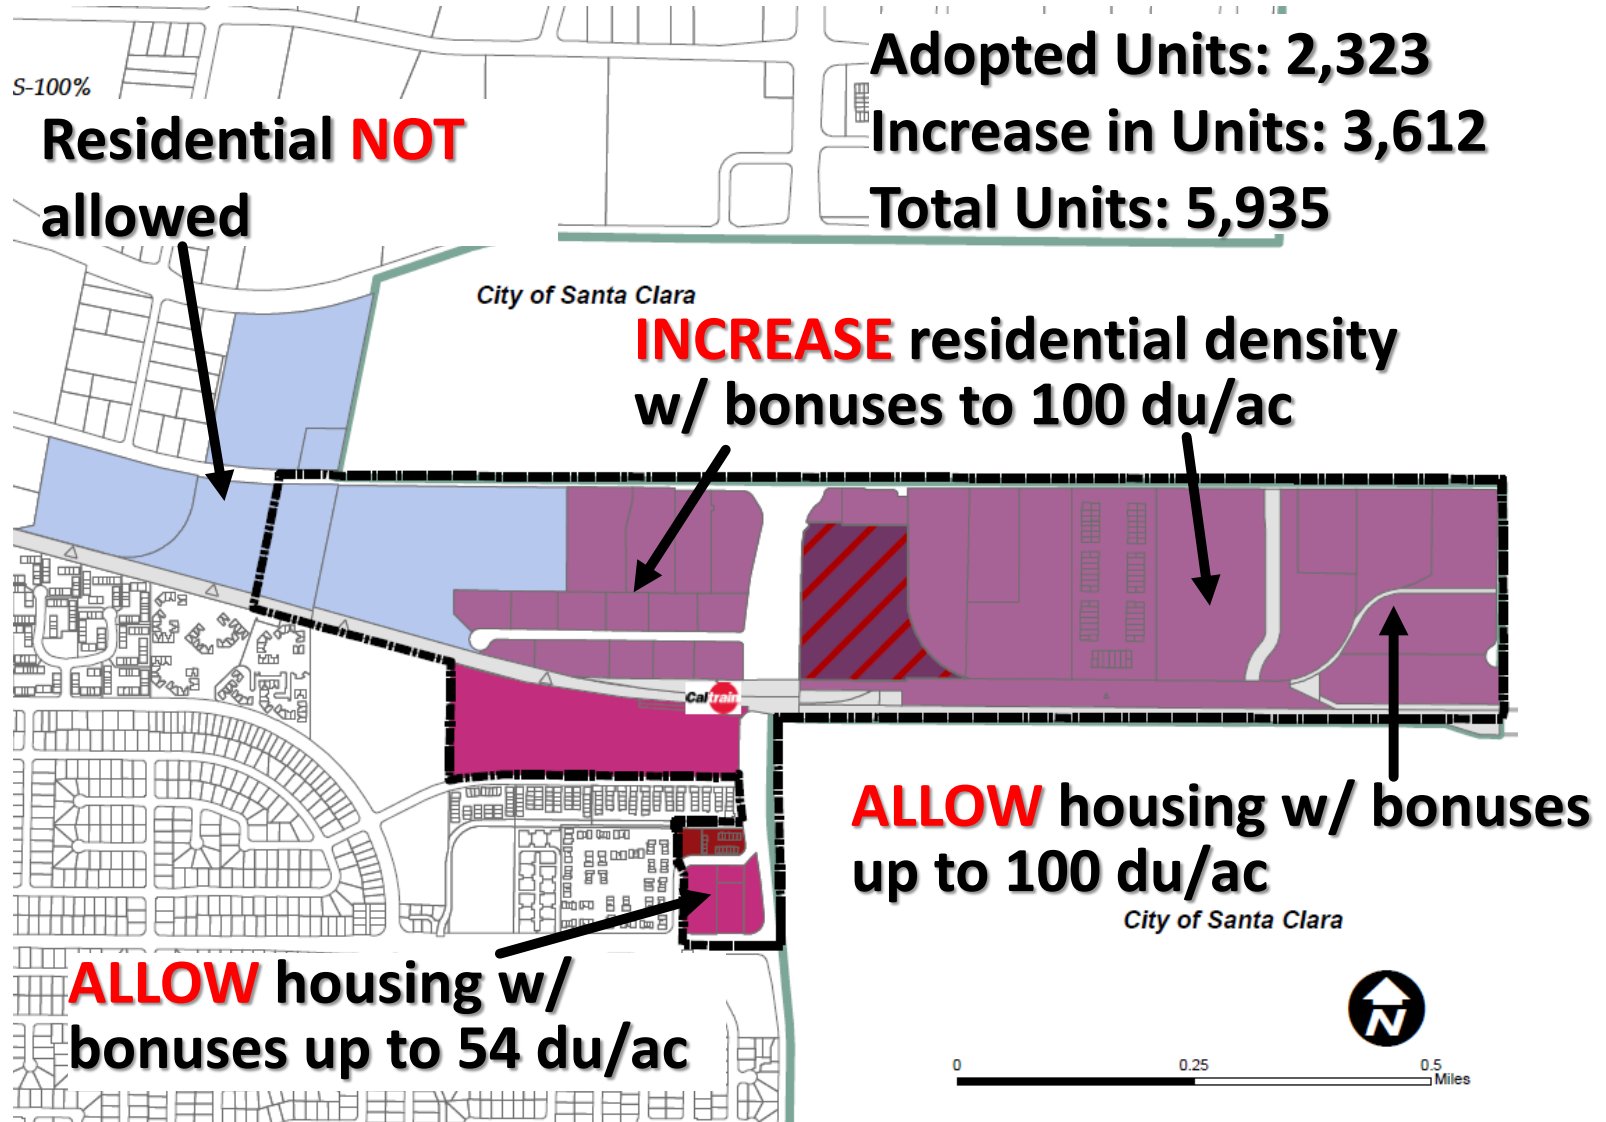 Adopted Units: 2,323
Increase in Units: 3,612
Total Units: 5,935
S-100%
Residential NOT
allowed
City of Santa Clara
INCREASE residential density
w/ bonuses to 100 du/ac
Caltrain
ALLOW housing w/ bonuses
up to 100 du/ac
City of Santa Clara
ALLOW housing w/
bonuses up to 54 du/ac
N
0 0.25 0.5
Miles